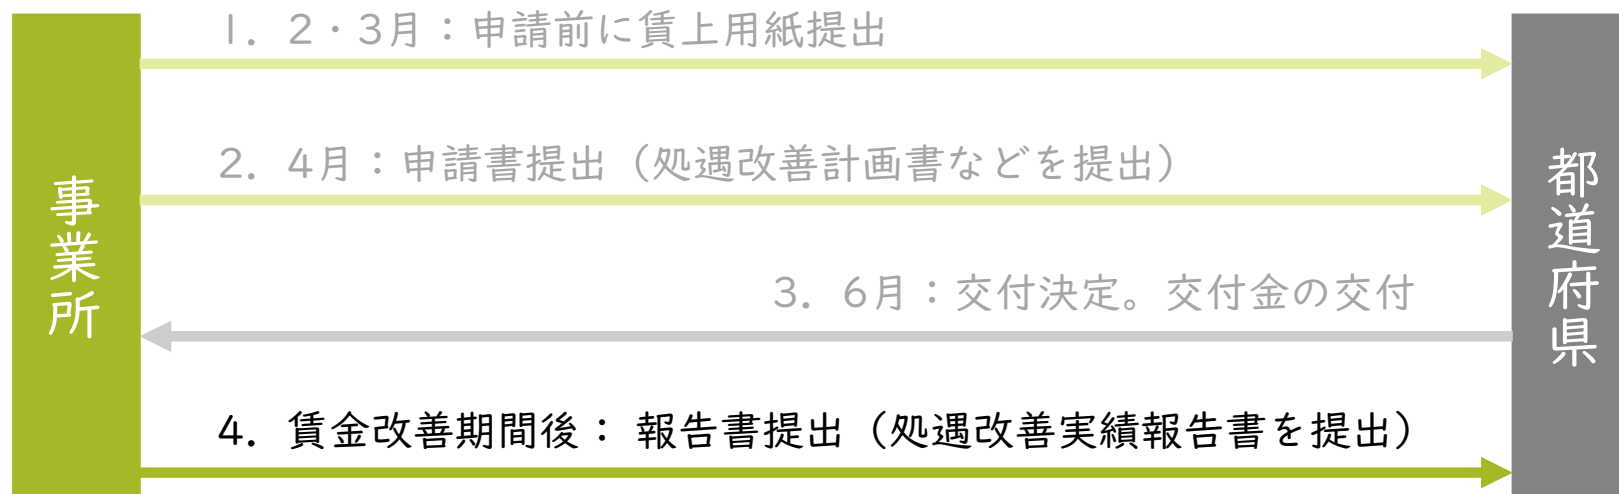 1. 2・3月：申請前に賃上用紙提出
2. 4月：申請書提出（処遇改善計画書などを提出）
事業所
都道府県
3. 6月：交付決定。交付金の交付
4. 賃金改善期間後： 報告書提出（処遇改善実績報告書を提出）